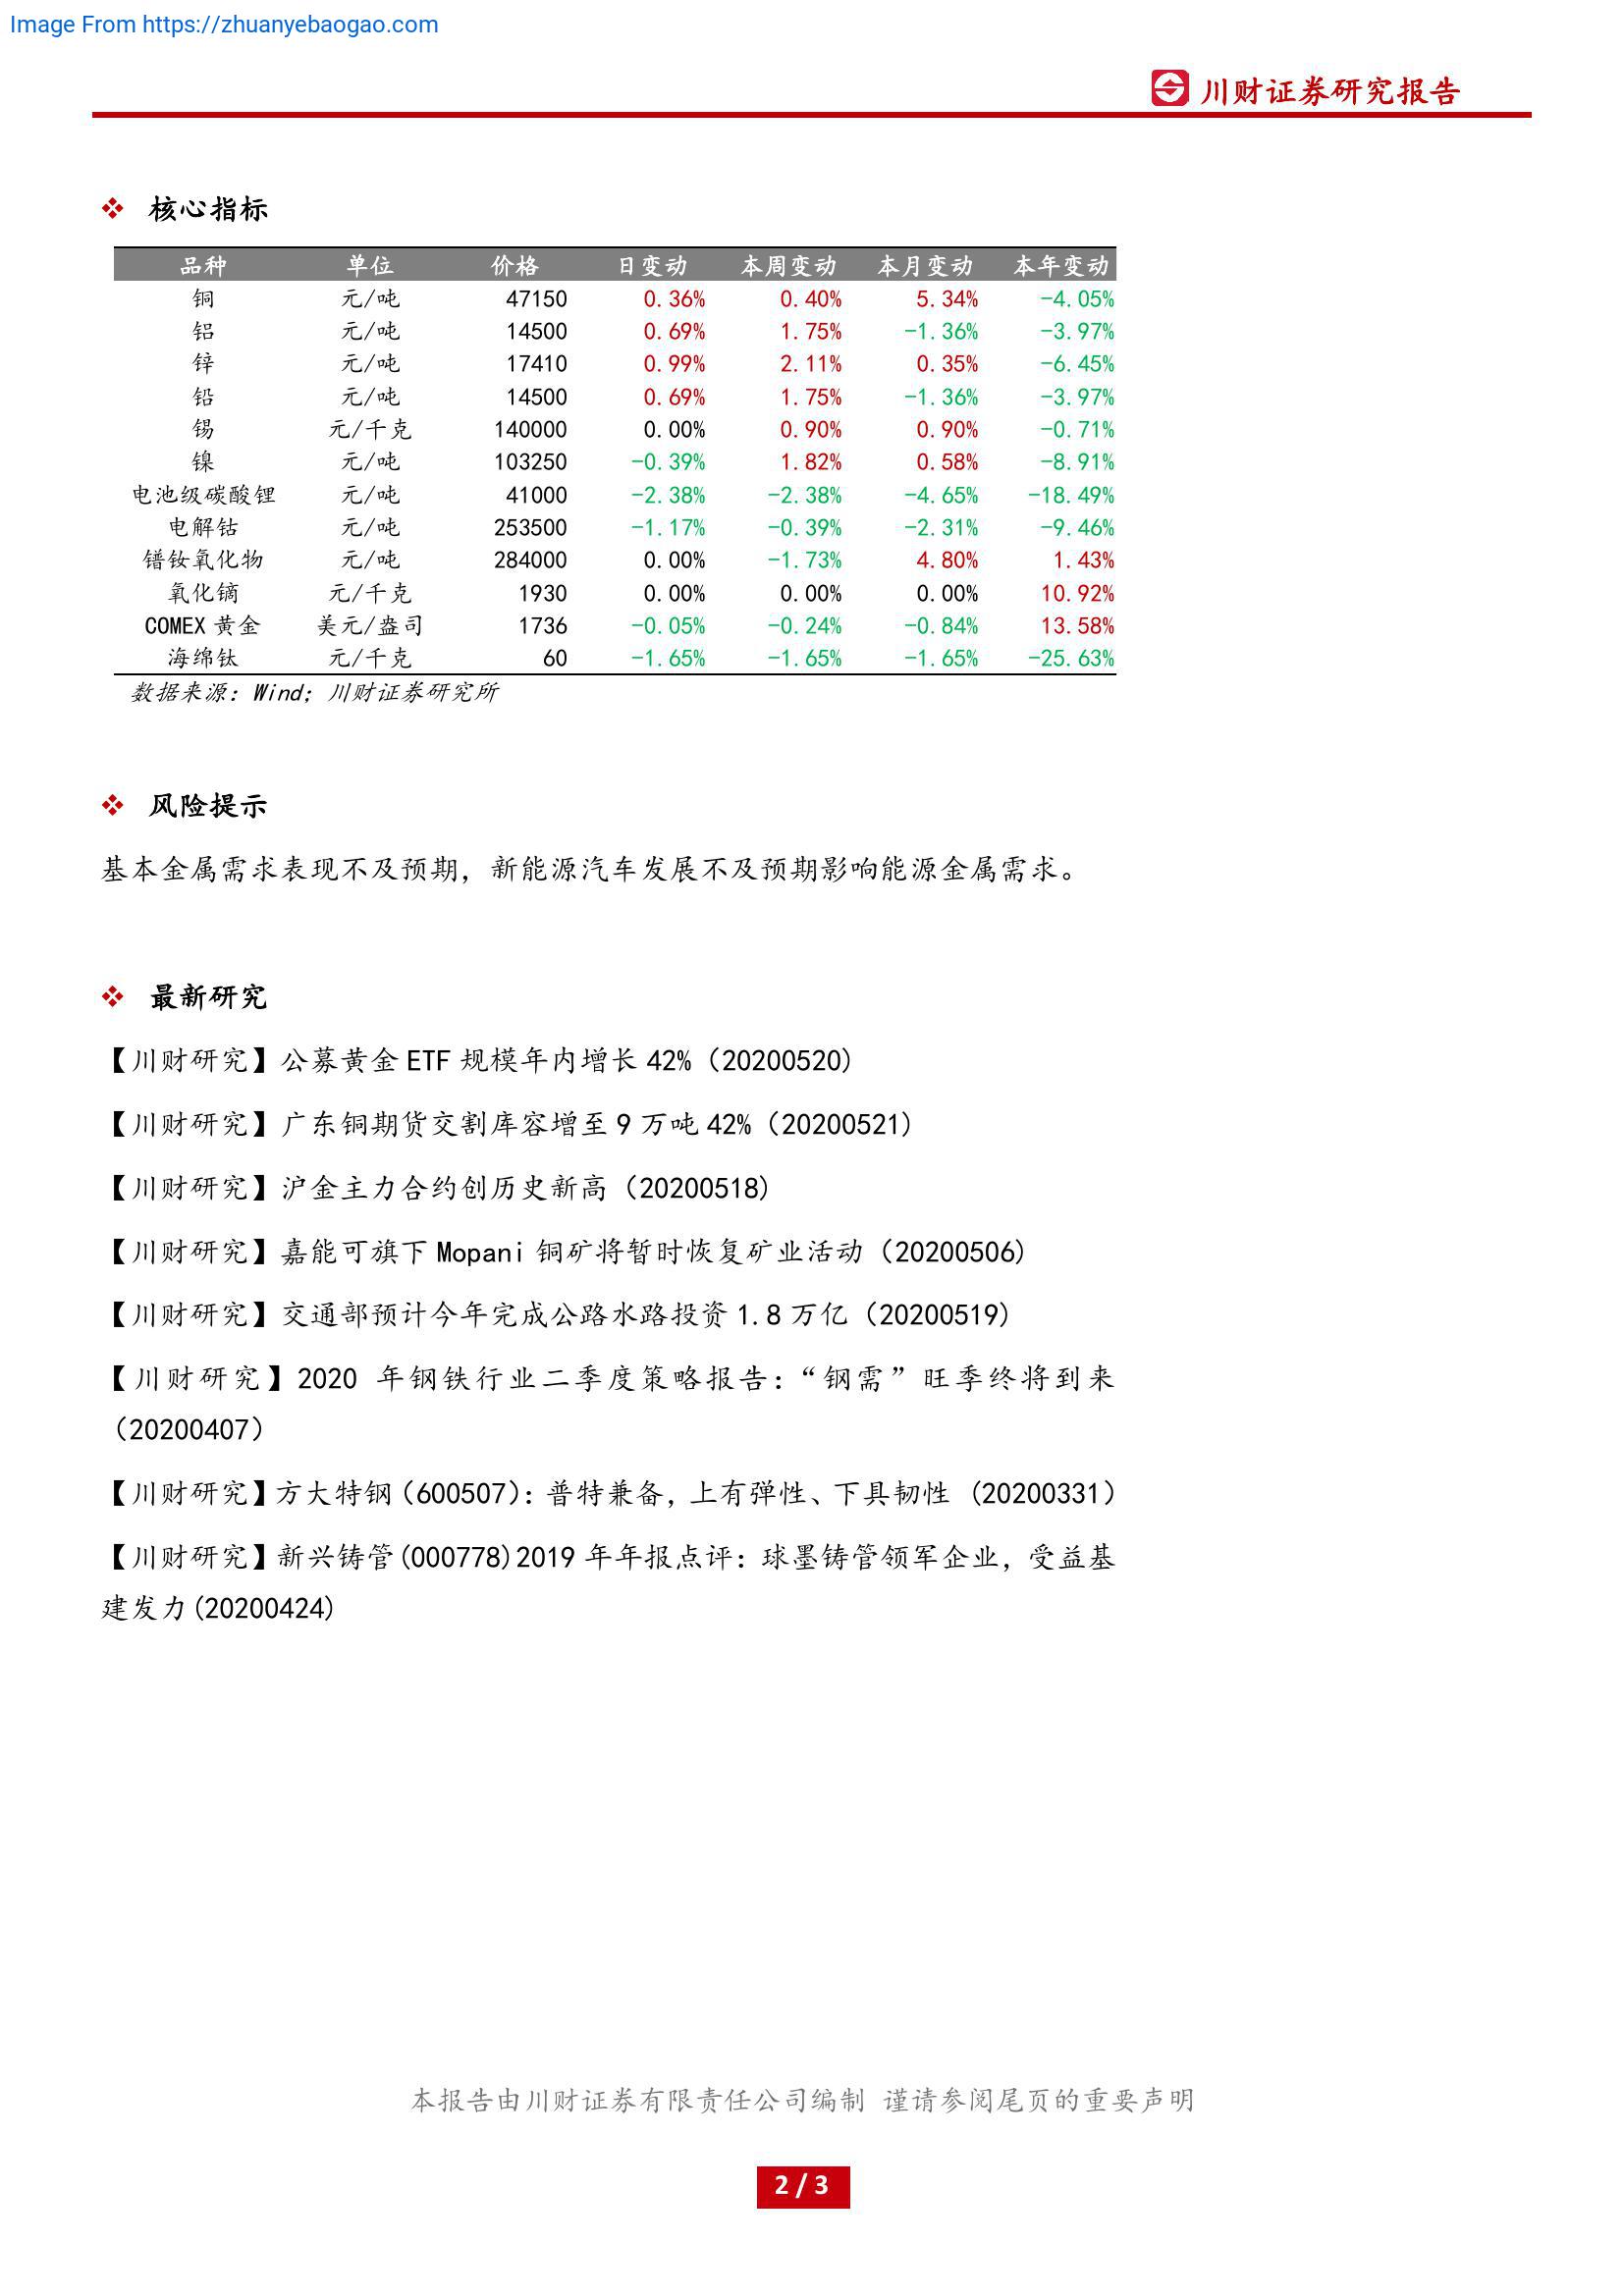 Image From https://zhuanyebaogao.com
川财证券研究报告
核心指标
品种 单位 价格 日变动 本周变动 本月变动 本年变动
铜 元/吨 47150 0.36% 0.40% 5.34% -4.05%
铝 元/吨 14500 0.69% 1.75% -1.36% -3.97%
锌 元/吨 17410 0.99% 2.11% 0.35% -6.45%
铅 元/吨 14500 0.69% 1.75% -1.36% -3.97%
锡 元/千克 140000 0.00% 0.90% 0.90% -0.71%
镍 元/吨 103250 -0.39% 1.82% 0.58% -8.91%
电池级碳酸锂 元/吨 41000 -2.38% -2.38% -4.65% -18.49%
电解钴 元/吨 253500 -1.17% -0.39% -2.31% -9.46%
镨钕氧化物 元/吨 284000 0.00% -1.73% 4.80% 1.43%
氧化镝 元/千克 1930 0.00% 0.00% 0.00% 10.92%
COMEX 黄金 美元/盎司 1736 -0.05% -0.24% -0.84% 13.58%
海绵钛 元/千克 60 -1.65% -1.65% -1.65% -25.63%
数据来源：Wind；川财证券研究所
风险提示
基本金属需求表现不及预期，新能源汽车发展不及预期影响能源金属需求。
最新研究
【川财研究】公募黄金 ETF 规模年内增长 42%（20200520)
【川财研究】广东铜期货交割库容增至 9 万吨 42%（20200521)
【川财研究】沪金主力合约创历史新高（20200518)
【川财研究】嘉能可旗下 Mopani 铜矿将暂时恢复矿业活动（20200506)
【川财研究】交通部预计今年完成公路水路投资 1.8 万亿（20200519)
【川财研究】2020 年钢铁行业二季度策略报告：“钢需”旺季终将到来
（20200407）
【川财研究】方大特钢（600507）：普特兼备，上有弹性、下具韧性 (20200331）
【川财研究】新兴铸管(000778)2019 年年报点评：球墨铸管领军企业，受益基
建发力(20200424)
本报告由川财证券有限责任公司编制 谨请参阅尾页的重要声明
2 / 3